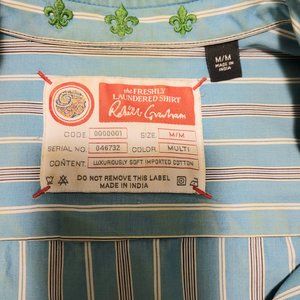 M/M
MADE IN
INDIA
the FRESHLY
LAUNDERED SHIRT
Robert Graham
CODE 0000001 SIZE M/M
SERIAL NO. 046732 COLOR MULTI
CONTENT LUXURIOUSLY SOFT IMPORTED COTTON
DO NOT REMOVE THIS LABEL
MADE IN INDIA